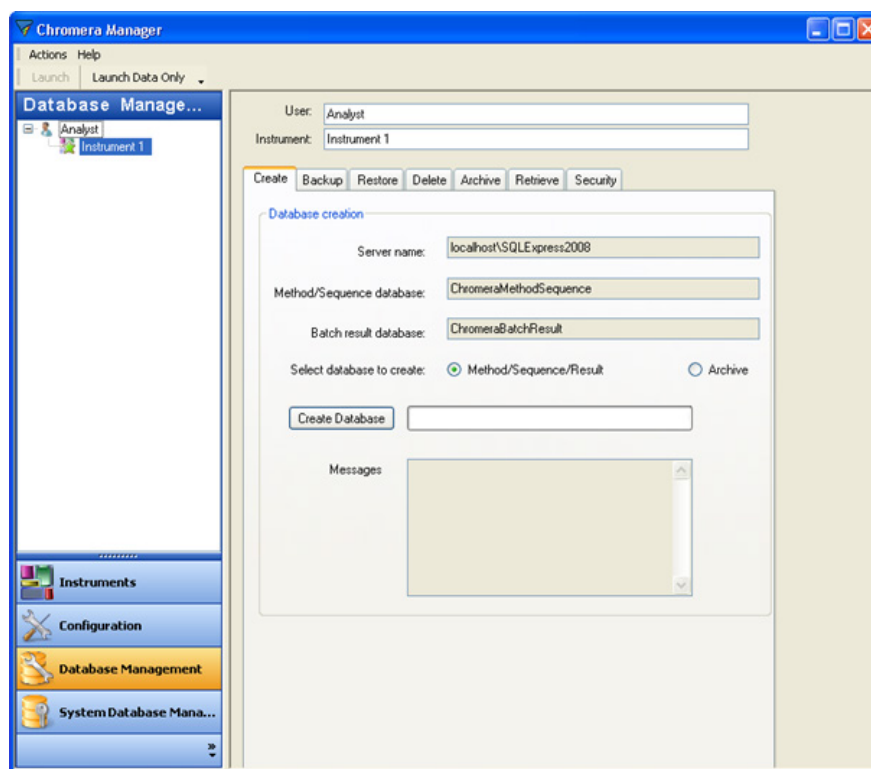 Chromera Manager
Actions Help
Launch Launch Data Only
Database Manage...
Analyst
Instrument 1
Instruments
Configuration
Database Management
System Database Mana...
User: Analyst
Instrument: Instrument 1
Create Backup Restore Delete Archive Retrieve Security
Database creation
Server name: localhost\SQLExpress2008
Method/Sequence database: ChromeraMethodSequence
Batch result database: ChromeraBatchResult
Select database to create: Method/Sequence/Result Archive
Create Database
Messages